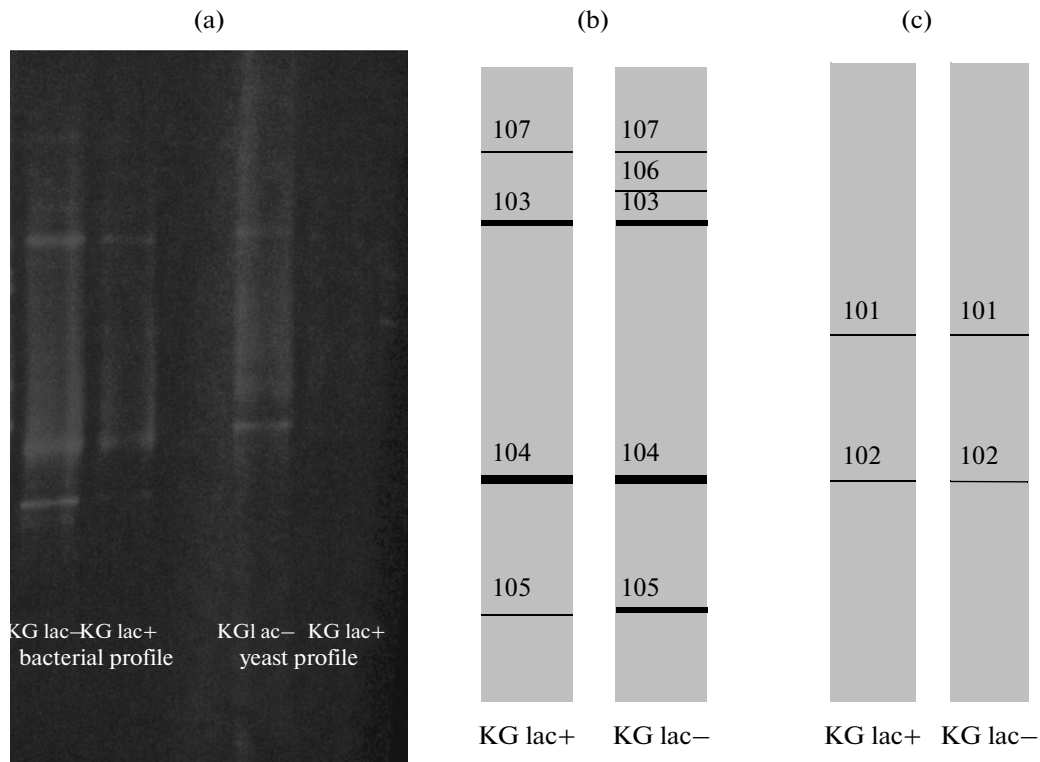 (a)
(b)
(c)
107
107
106
103
103
101
101
104
104
102
102
105
105
KG lac–KG lac+
KGl ac– KG lac+
bacterial profile
yeast profile
KG lac+
KG lac–
KG lac+
KG lac–